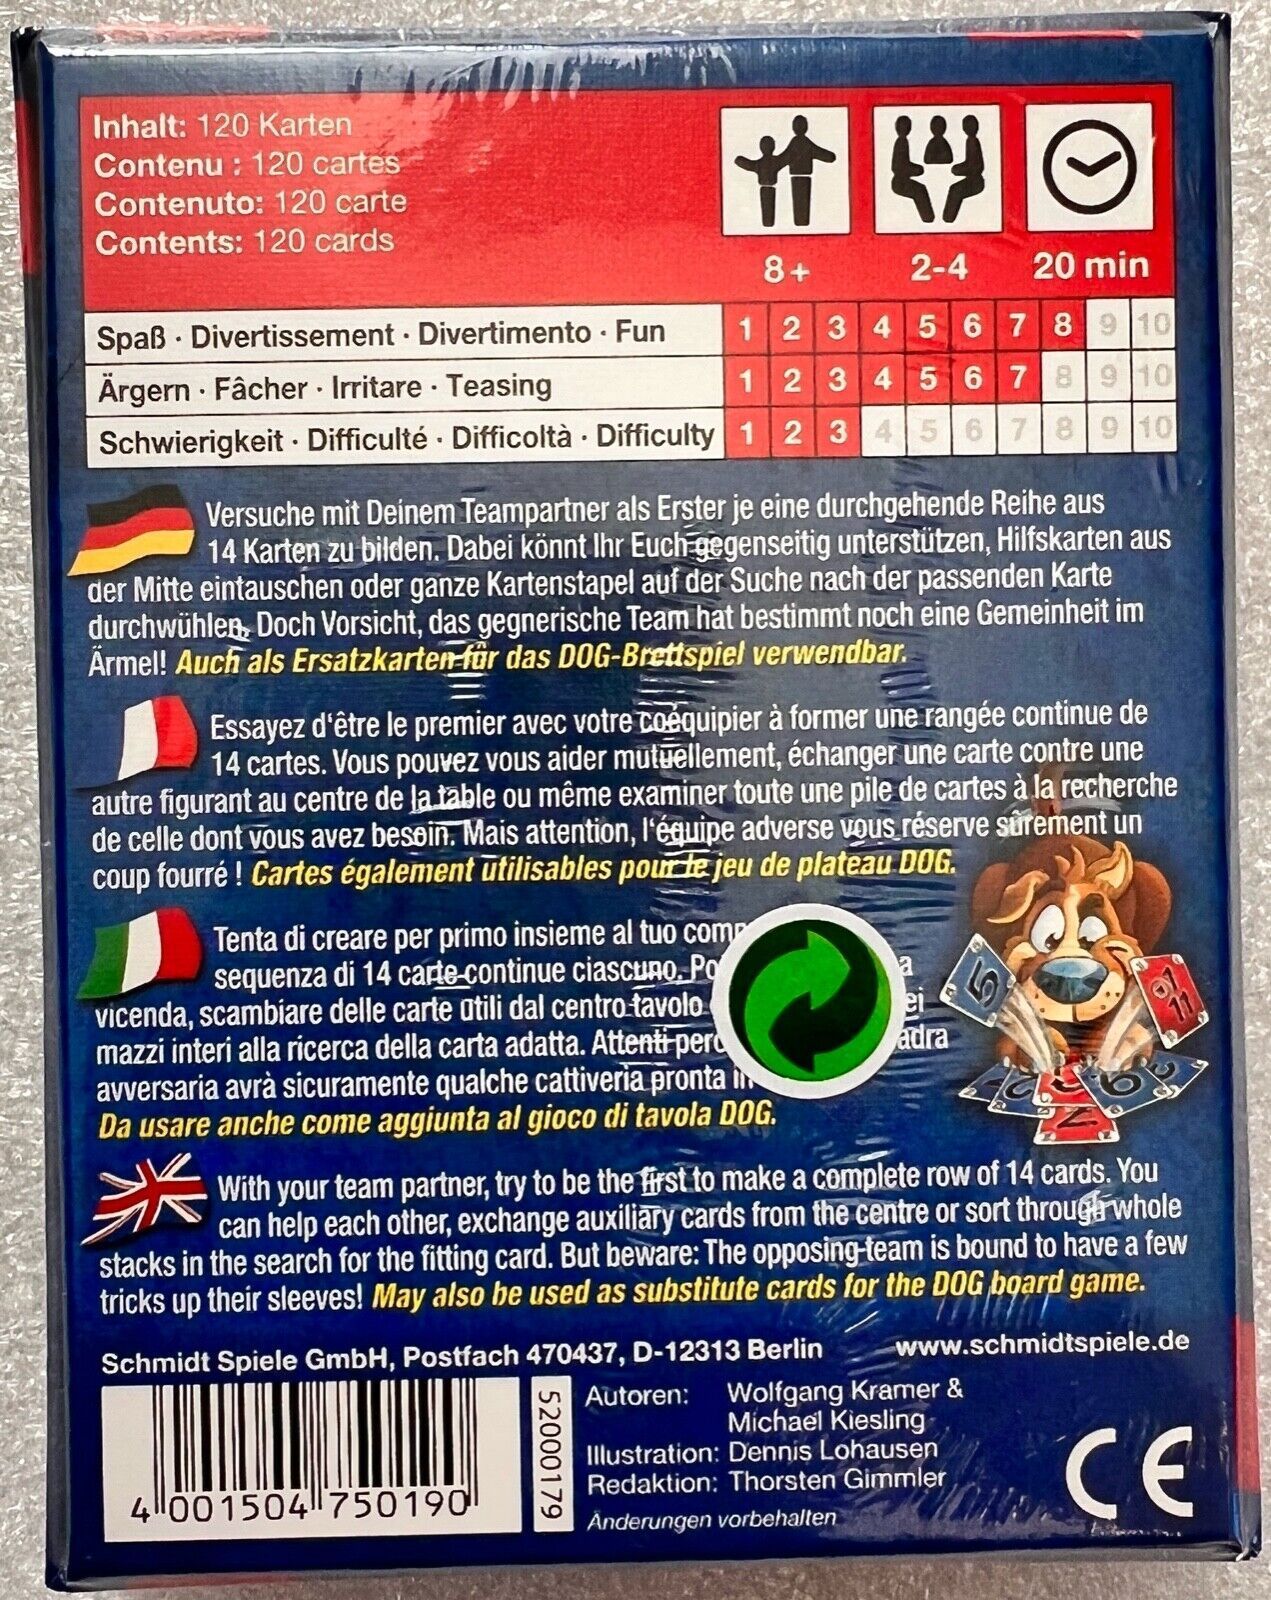 Inhalt: 120 Karten
Contenu : 120 cartes
Contenuto: 120 carte
Contents: 120 cards
8+
2-4
20 min
Spaß · Divertissement · Divertimento · Fun 1 2 3 4 5 6 7 8 9 10
Ärgern · Fâcher · Irritare · Teasing 1 2 3 4 5 6 7 8 9 10
Schwierigkeit · Difficulté · Difficoltà · Difficulty 1 2 3 4 5 6 7 8 9 10
Versuche mit Deinem Teampartner als Erster je eine durchgehende Reihe aus
14 Karten zu bilden. Dabei könnt Ihr Euch gegenseitig unterstützen, Hilfskarten aus
der Mitte eintauschen oder ganze Kartenstapel auf der Suche nach der passenden Karte
durchwühlen. Doch Vorsicht, das gegnerische Team hat bestimmt noch eine Gemeinheit im
Ärmel! Auch als Ersatzkarten für das DOG-Brettspiel verwendbar.
Essayez d'être le premier avec votre coéquipier à former une rangée continue de
14 cartes. Vous pouvez vous aider mutuellement, échanger une carte contre une
autre figurant au centre de la table ou même examiner toute une pile de cartes à la recherche
de celle dont vous avez besoin. Mais attention, l'équipe adverse vous réserve sûrement un
coup fourré ! Cartes également utilisables pour le jeu de plateau DOG.
Tenta di creare per primo insieme al tuo
sequenza di 14 carte continue ciascuno.
vicenda, scambiare delle carte utili dal centro tavolo
mazzi interi alla ricerca della carta adatta. Attenti
avversaria avrà sicuramente qualche cattiveria pronta
Da usare anche come aggiunta al gioco di tavola DOG.
5
11
6
7
With your team partner, try to be the first to make a complete row of 14 cards. You
can help each other, exchange auxiliary cards from the centre or sort through whole
stacks in the search for the fitting card. But beware: The opposing team is bound to have a few
tricks up their sleeves! May also be used as substitute cards for the DOG board game.
Schmidt Spiele GmbH, Postfach 470437, D-12313 Berlin www.schmidtspiele.de
4 001504 750190
52000179
Autoren: Wolfgang Kramer &
Michael Kiesling
Illustration: Dennis Lohausen
Redaktion: Thorsten Gimmler
Änderungen vorbehalten
CE